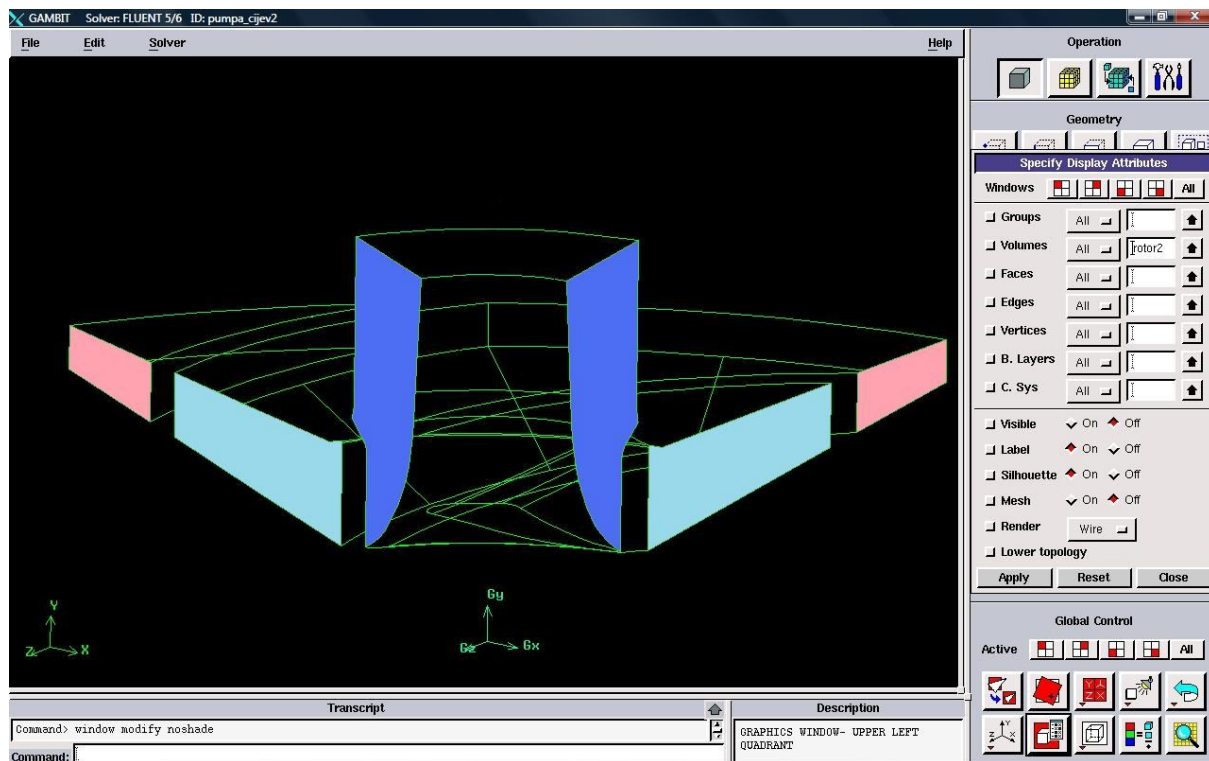 GAMBIT Solver: FLUENT 5/6 ID: pumpa_cijev2
File Edit Solver Help
Operation
Geometry
Specify Display Attributes
Windows All
Groups All
Volumes All rotor2
Faces All
Edges All
Vertices All
B. Layers All
C. Sys All
Visible On Off
Label On Off
Silhouette On Off
Mesh On Off
Render Wire
Lower topology
Apply Reset Close
Y
Z X
Gy
Gz Gx
Global Control
Active All
Y
Z X
Y
z x
Transcript
Command> window modify noshade
Command:
Description
GRAPHICS WINDOW- UPPER LEFT
QUADRANT